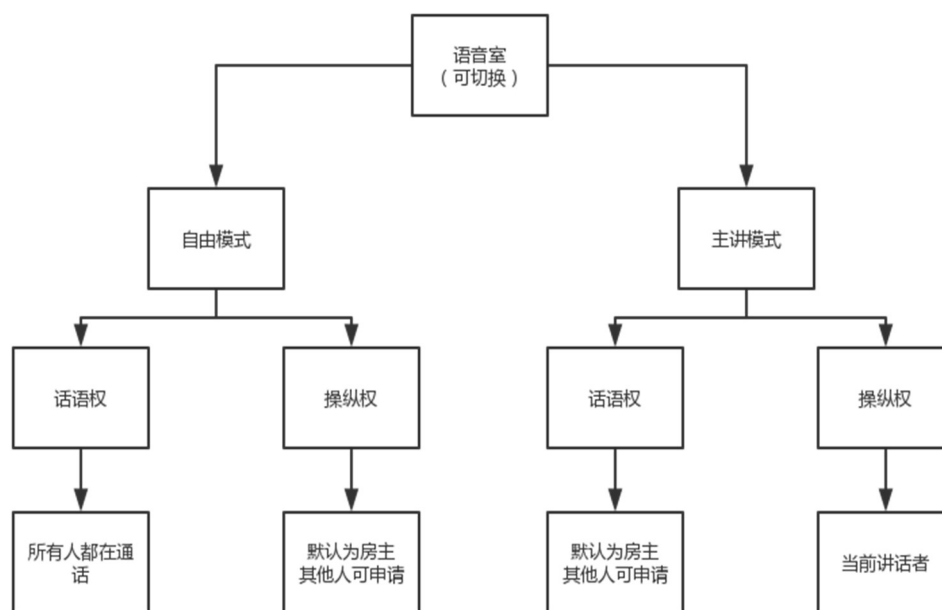 语音室
（可切换）
自由模式
主讲模式
话语权
操纵权
话语权
操纵权
所有人都在通
话
默认为房主
其他人可申请
默认为房主
其他人可申请
当前讲话者